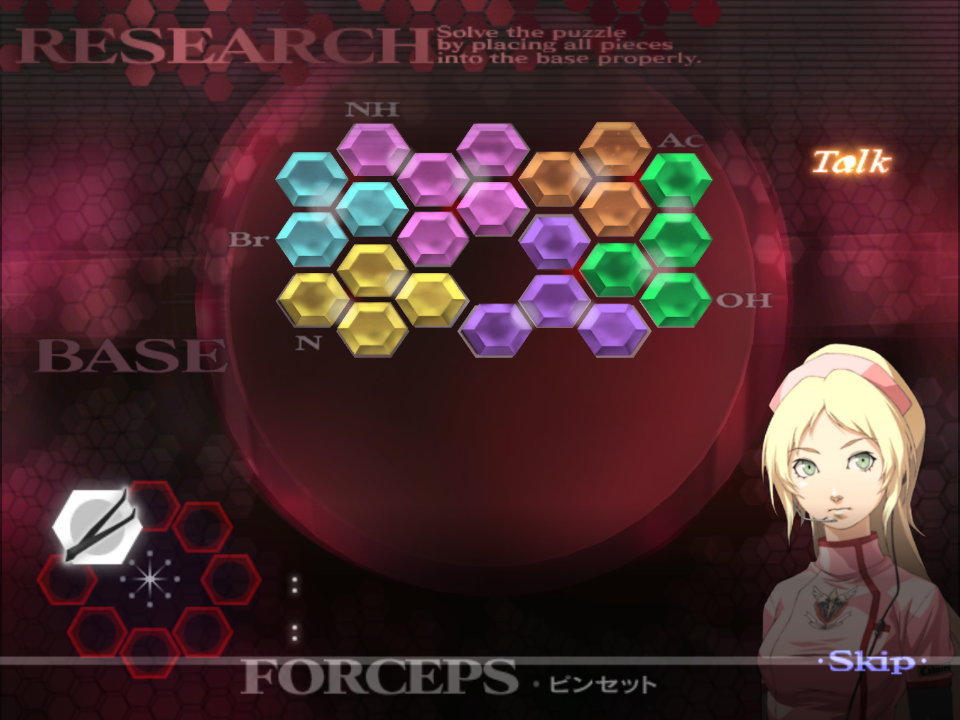 RESEARCH
Solve the puzzle
by placing all pieces
into the base properly.
NH
Ac
Talk
Br
OH
N
BASE
:
:
FORCEPS ・ピンセット
・Skip・